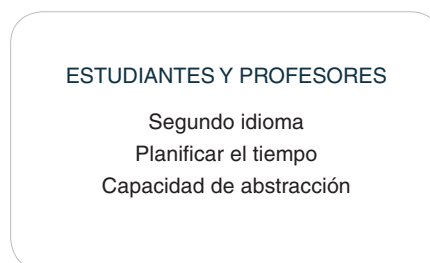 ESTUDIANTES Y PROFESORES
Segundo idioma
Planificar el tiempo
Capacidad de abstracción